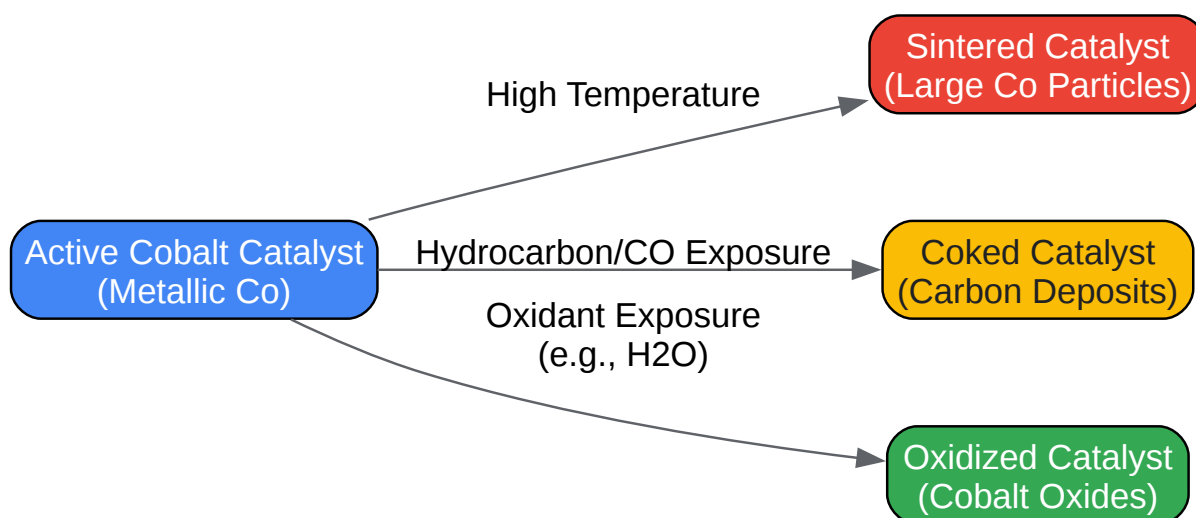 Sintered Catalyst
(Large Co Particles)
High Temperature
Active Cobalt Catalyst
(Metallic Co)
Hydrocarbon/CO Exposure
Coked Catalyst
(Carbon Deposits)
Oxidant Exposure
(e.g., H2O)
Oxidized Catalyst
(Cobalt Oxides)